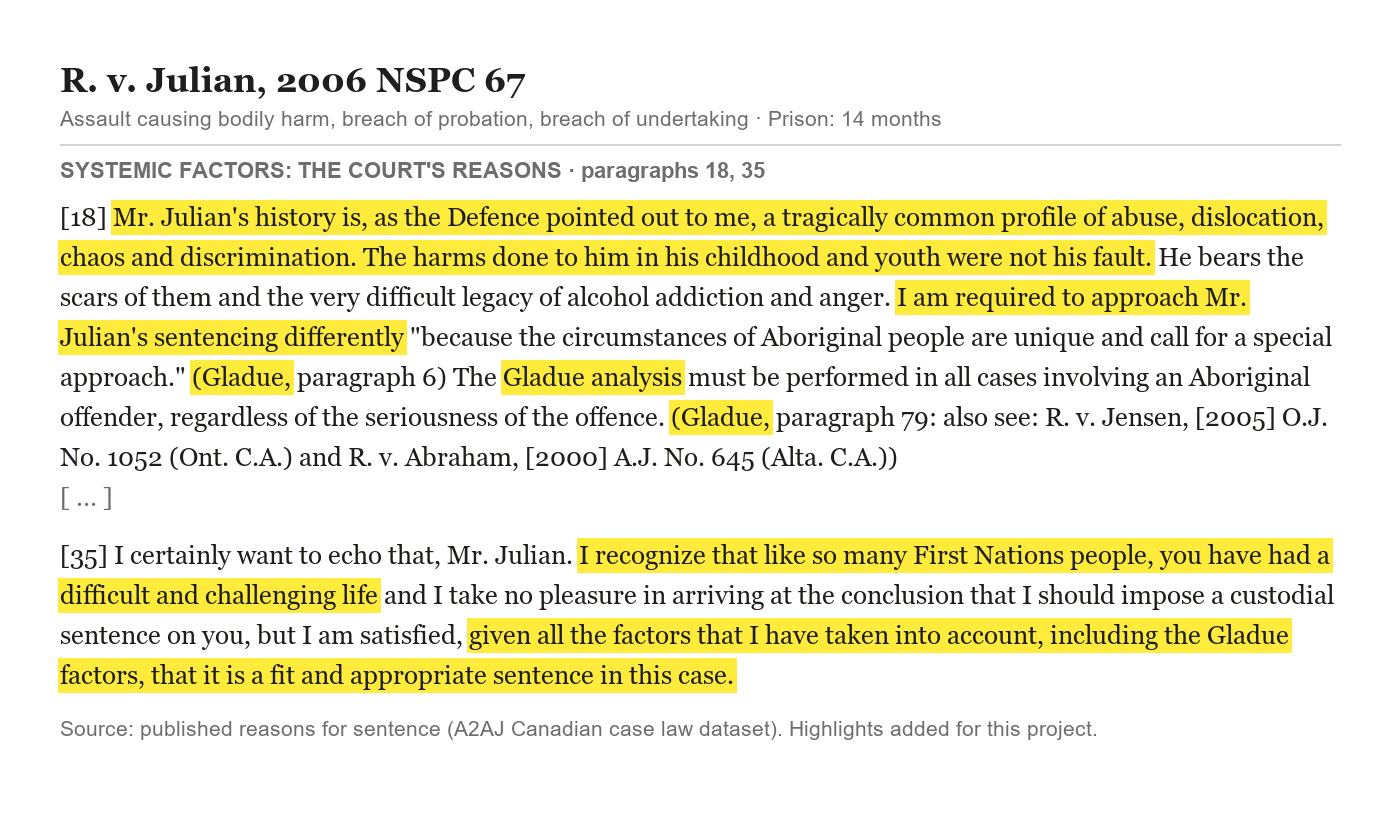 R. v. Julian, 2006 NSPC 67
Assault causing bodily harm, breach of probation, breach of undertaking · Prison: 14 months
SYSTEMIC FACTORS: THE COURT'S REASONS · paragraphs 18, 35
[18] Mr. Julian's history is, as the Defence pointed out to me, a tragically common profile of abuse, dislocation,
chaos and discrimination. The harms done to him in his childhood and youth were not his fault. He bears the
scars of them and the very difficult legacy of alcohol addiction and anger. I am required to approach Mr.
Julian's sentencing differently "because the circumstances of Aboriginal people are unique and call for a special
approach." (Gladue, paragraph 6) The Gladue analysis must be performed in all cases involving an Aboriginal
offender, regardless of the seriousness of the offence. (Gladue, paragraph 79: also see: R. v. Jensen, [2005] O.J.
No. 1052 (Ont. C.A.) and R. v. Abraham, [2000] A.J. No. 645 (Alta. C.A.))
[ ... ]
[35] I certainly want to echo that, Mr. Julian. I recognize that like so many First Nations people, you have had a
difficult and challenging life and I take no pleasure in arriving at the conclusion that I should impose a custodial
sentence on you, but I am satisfied, given all the factors that I have taken into account, including the Gladue
factors, that it is a fit and appropriate sentence in this case.
Source: published reasons for sentence (A2AJ Canadian case law dataset). Highlights added for this project.